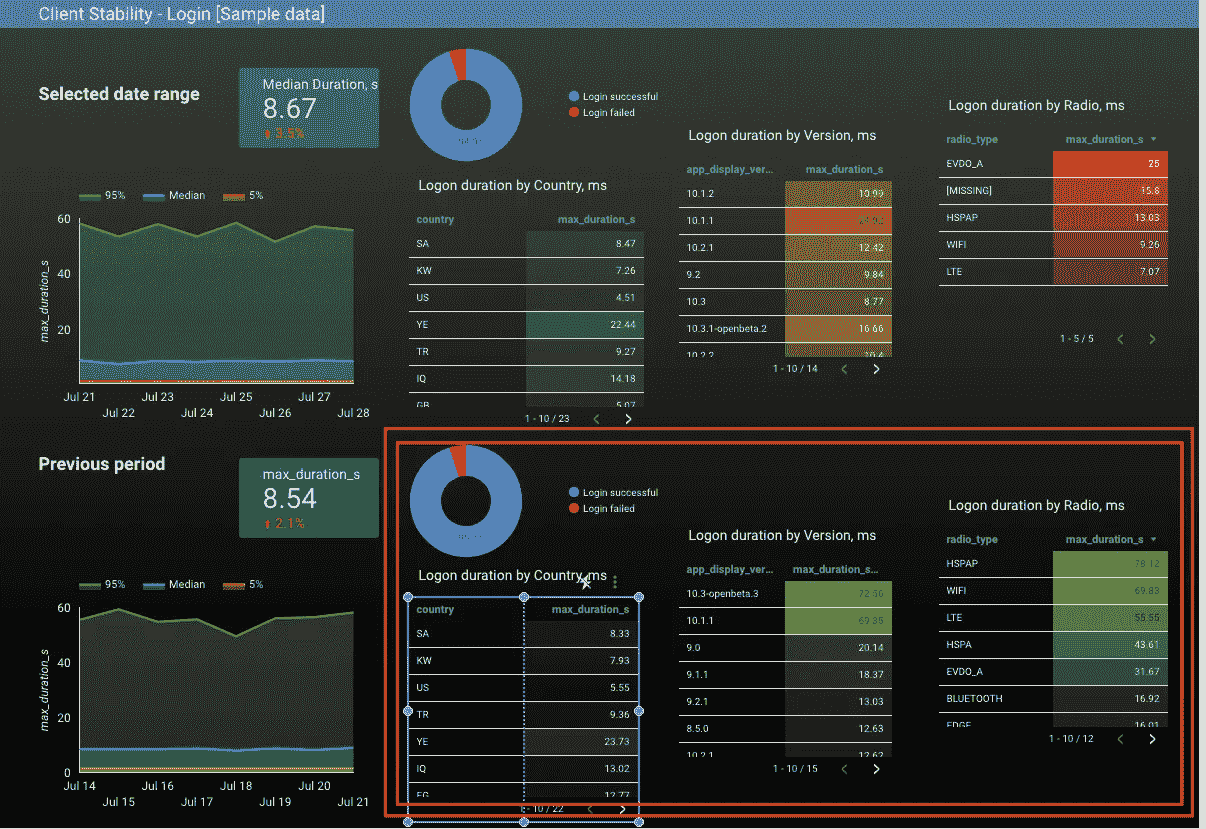 Client Stability - Login [Sample data]
Selected date range
Median Duration, s
8.67
9.5%
Login successful
Login failed
95%
Median
5%
60
40
20
max_duration_s
Jul 21
Jul 22
Jul 23
Jul 24
Jul 25
Jul 26
Jul 27
Jul 28
Logon duration by Country, ms
country max_duration_s
SA 8.47
KW 7.26
US 4.51
YE 22.44
TR 9.27
IQ 14.18
GB 5.07
1 - 10 / 23
Logon duration by Version, ms
app_display_ver... max_duration_s
10.1.2 10.99
10.1.1
10.2.1 12.42
9.2 9.84
10.3 8.77
10.3.1-openbeta.2 16.66
10.2.2 10.4
1 - 10 / 14
Logon duration by Radio, ms
radio_type max_duration_s
EVDO_A 25
[MISSING] 15.8
HSPAP 13.03
WIFI 9.26
LTE 7.07
1 - 5 / 5
Previous period
max_duration_s
8.54
2.1%
Login successful
Login failed
95%
Median
5%
60
40
20
0
max_duration_s
Jul 14
Jul 15
Jul 16
Jul 17
Jul 18
Jul 19
Jul 20
Jul 21
Logon duration by Country, ms
country max_duration_s
SA 8.33
KW 7.93
US 5.55
TR 9.36
YE 23.73
IQ 13.02
EG 12.77
1 - 10 / 22
Logon duration by Version, ms
app_display_ver... max_duration_s...
10.3-openbeta.3 72.56
10.1.1 69.35
9.0 20.14
9.1.1 18.37
9.2.1 13.03
8.5.0 12.63
10.2.1 12.62
1 - 10 / 15
Logon duration by Radio, ms
radio_type max_duration_s
HSPAP 78.12
WIFI 69.83
LTE 55.55
HSPA 43.61
EVDO_A 31.67
BLUETOOTH 16.92
EDGE 16.01
1 - 10 / 12